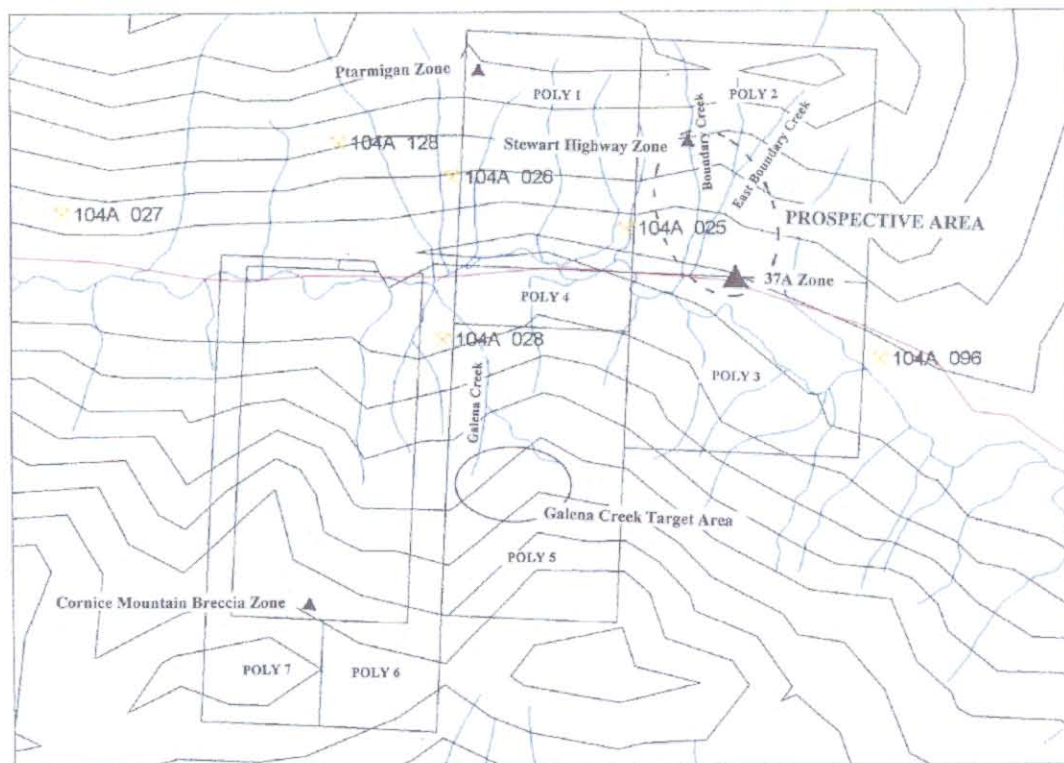 Ptarmigan Zone
POLY 1
POLY 2
104A 128
Stewart Highway Zone
Boundary Creek
East Boundary Creek
104A 026
104A 027
104A 025
PROSPECTIVE AREA
37A Zone
POLY 4
104A 028
104A 096
POLY 3
Galena Creek
Galena Creek Target Area
POLY 5
Cornice Mountain Breccia Zone
POLY 7
POLY 6